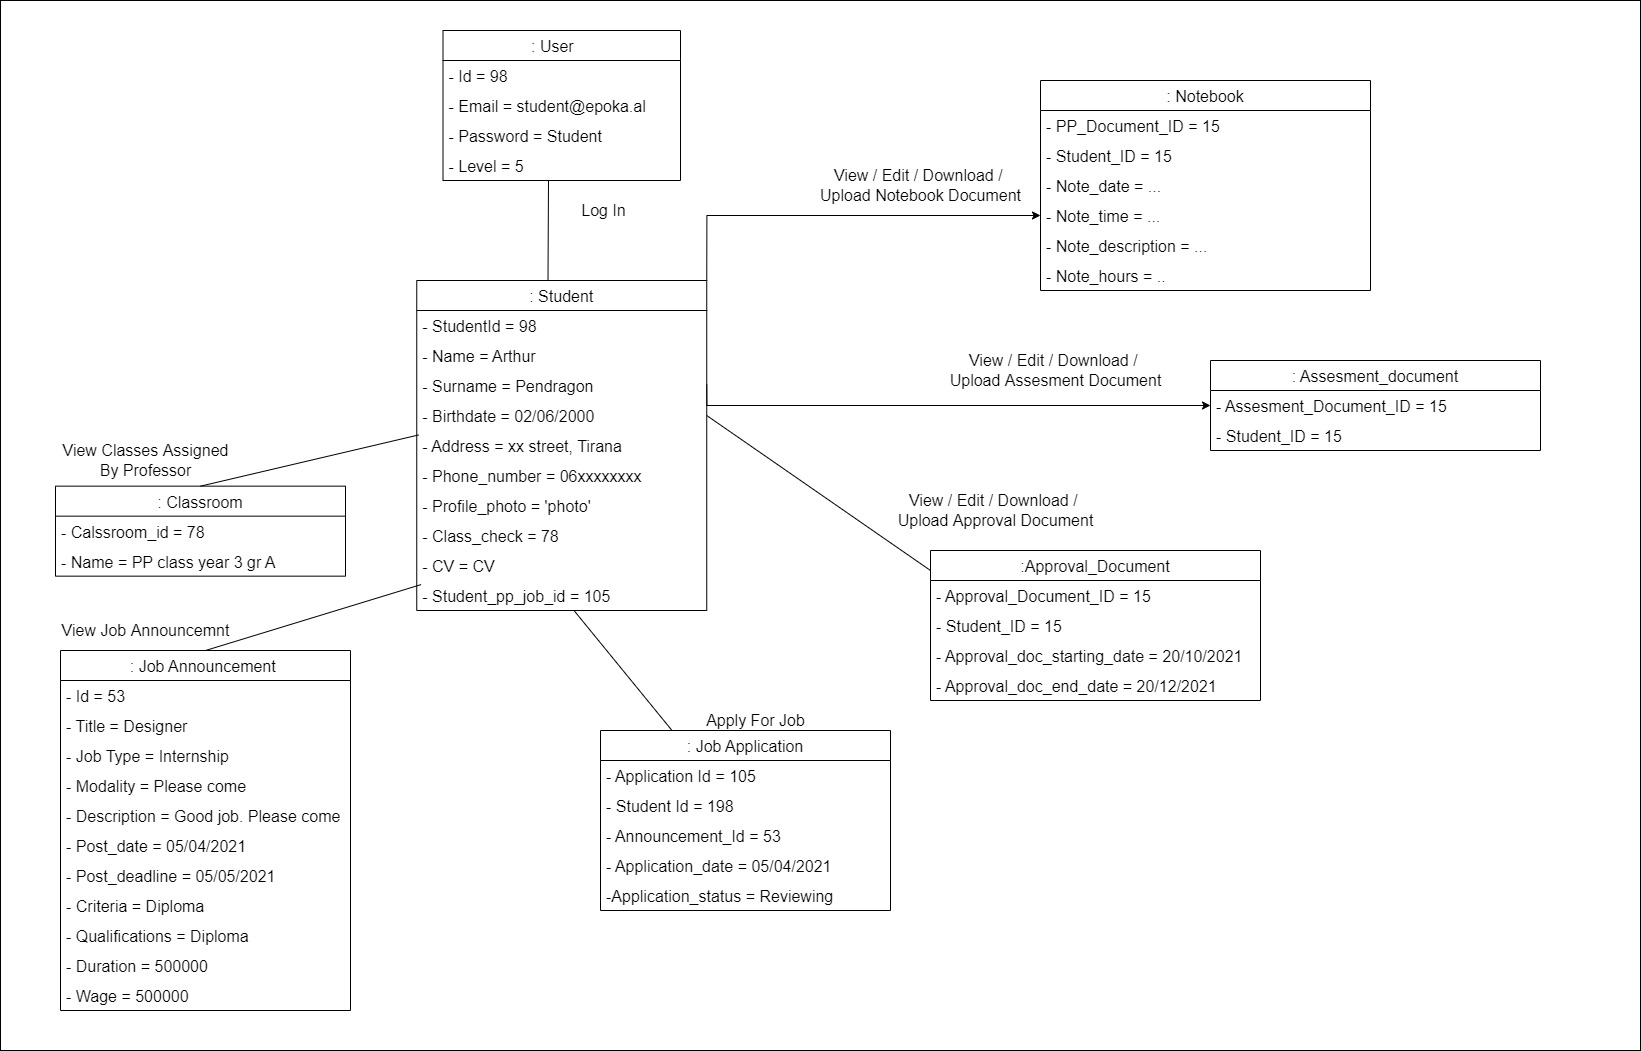 : User
- Id = 98
- Email = student@epoka.al
- Password = Student
- Level = 5
Log In
: Notebook
- PP_Document_ID = 15
- Student_ID = 15
- Note_date = ...
- Note_time = ...
- Note_description = ...
- Note_hours = ..
View / Edit / Download /
Upload Notebook Document
: Student
- StudentId = 98
- Name = Arthur
- Surname = Pendragon
- Birthdate = 02/06/2000
- Address = xx street, Tirana
- Phone_number = 06xxxxxxxx
- Profile_photo = 'photo'
- Class_check = 78
- CV = CV
- Student_pp_job_id = 105
View / Edit / Download /
Upload Assesment Document
: Assesment_document
- Assesment_Document_ID = 15
- Student_ID = 15
View Classes Assigned
By Professor
: Classroom
- Calssroom_id = 78
- Name = PP class year 3 gr A
View / Edit / Download /
Upload Approval Document
:Approval_Document
- Approval_Document_ID = 15
- Student_ID = 15
- Approval_doc_starting_date = 20/10/2021
- Approval_doc_end_date = 20/12/2021
View Job Announcemnt
: Job Announcement
- Id = 53
- Title = Designer
- Job Type = Internship
- Modality = Please come
- Description = Good job. Please come
- Post_date = 05/04/2021
- Post_deadline = 05/05/2021
- Criteria = Diploma
- Qualifications = Diploma
- Duration = 500000
- Wage = 500000
Apply For Job
: Job Application
- Application Id = 105
- Student Id = 198
- Announcement_Id = 53
- Application_date = 05/04/2021
-Application_status = Reviewing